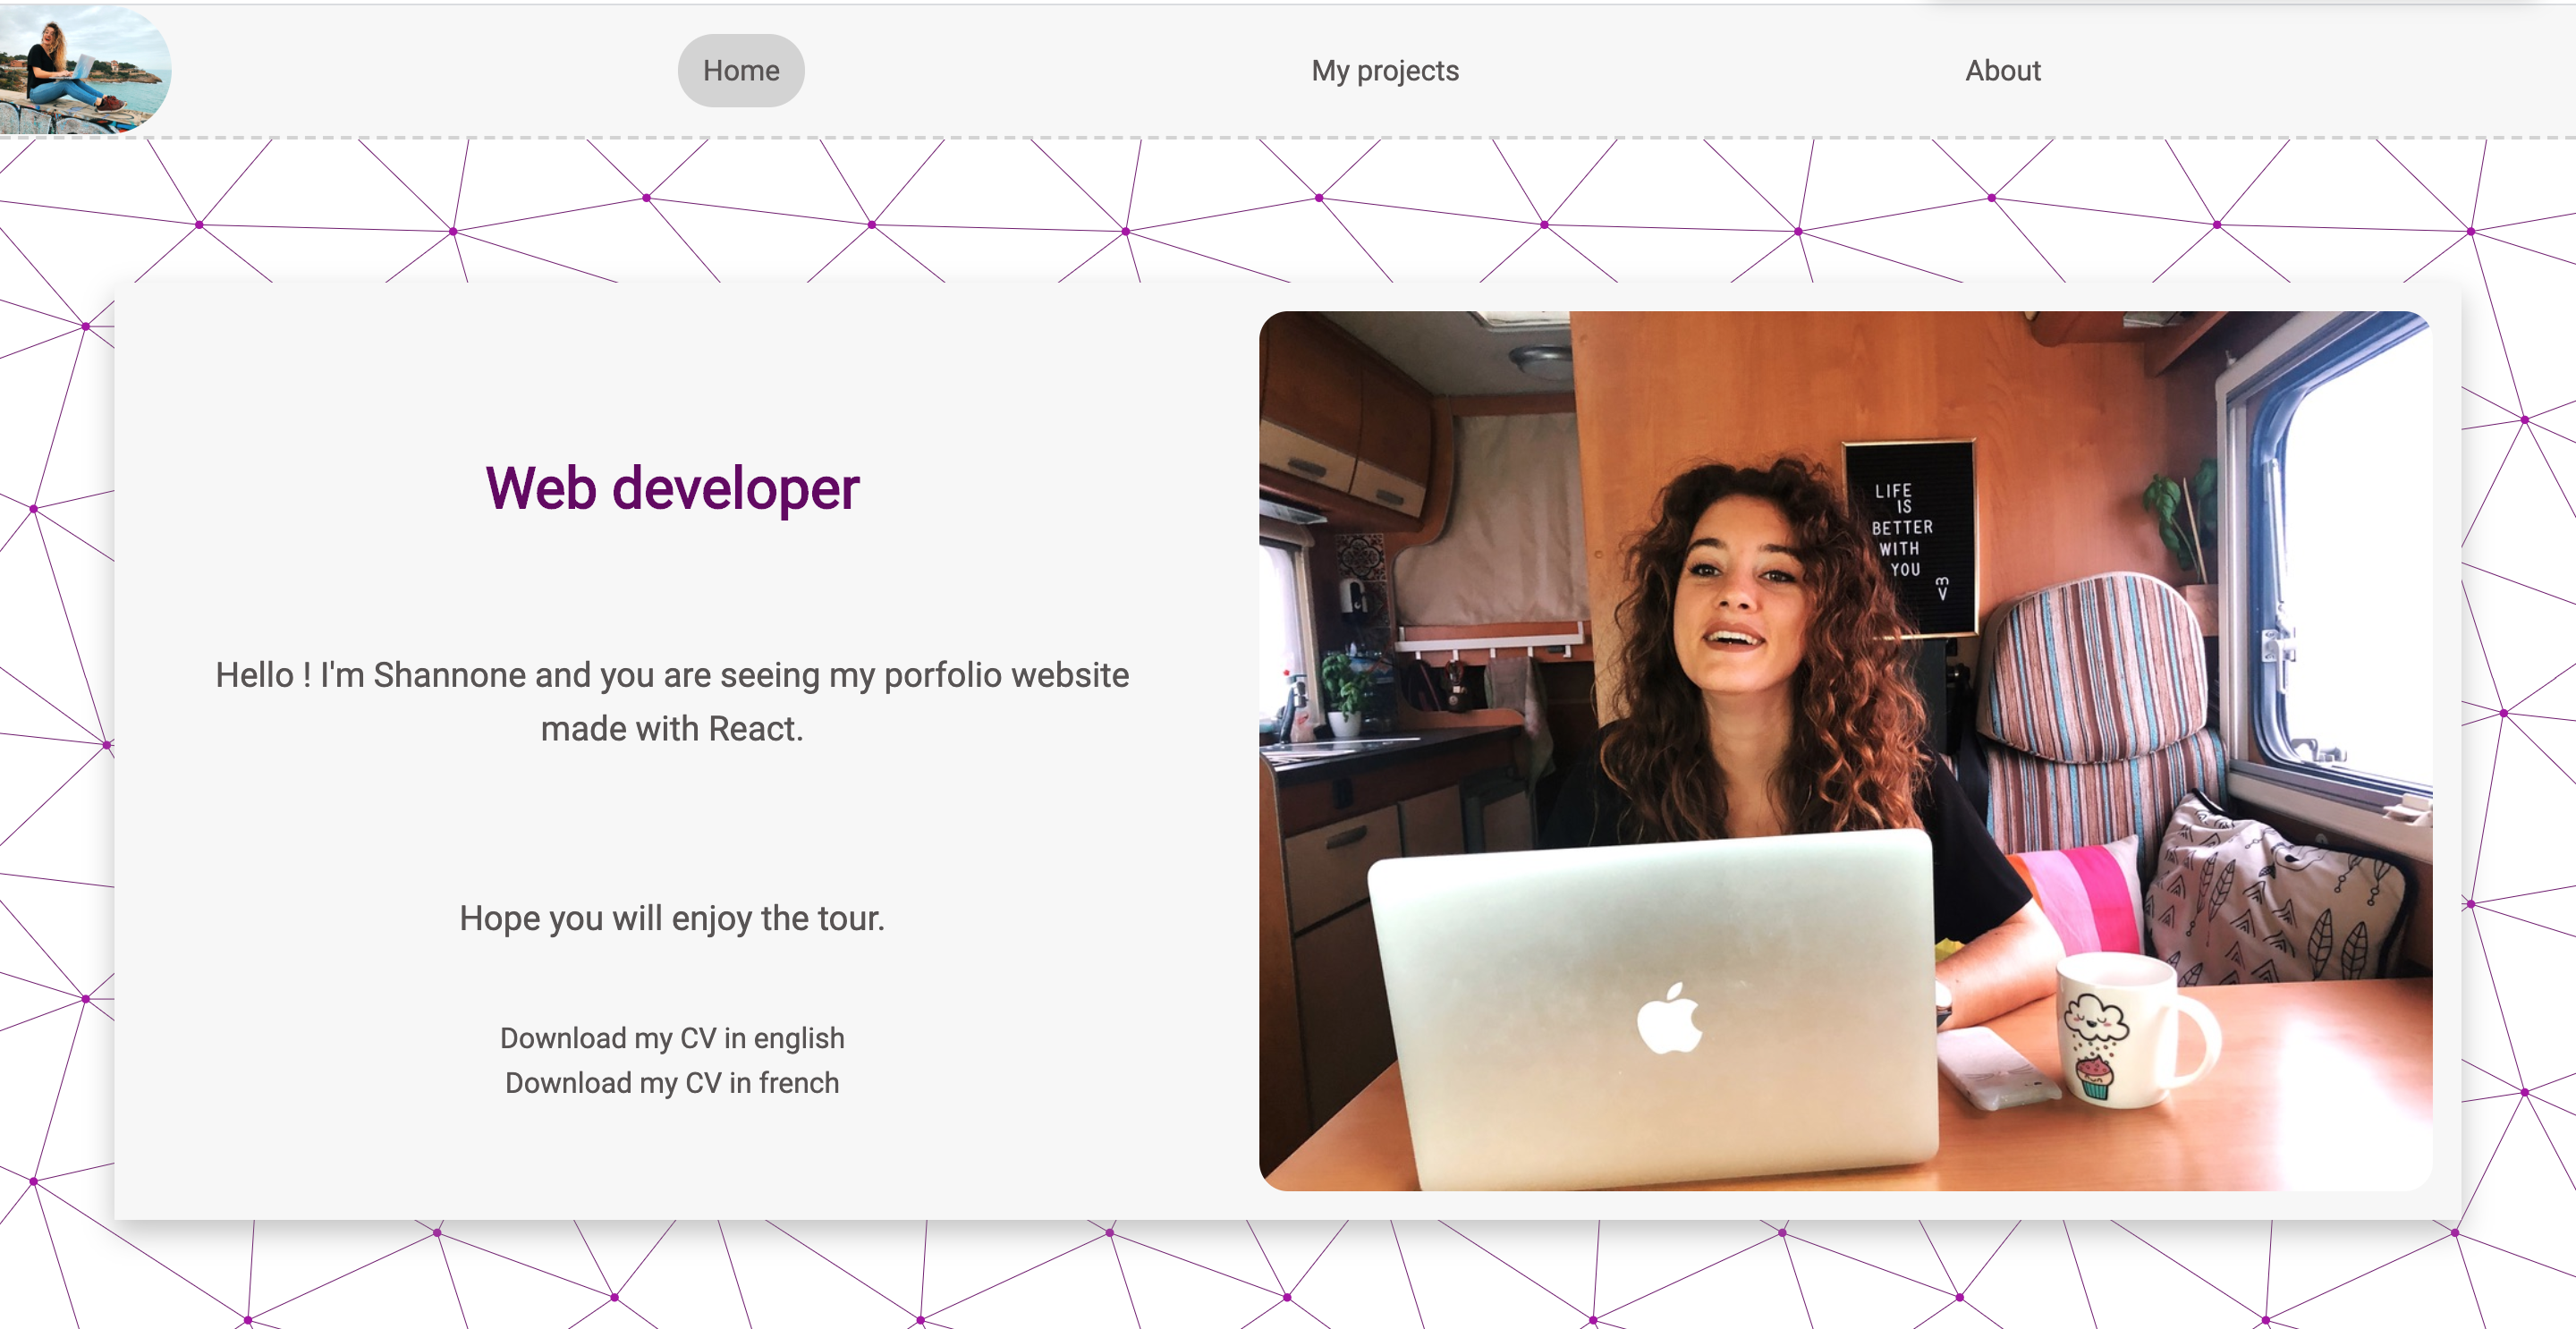 Home
My projects
About
Web developer
Hello ! I'm Shannone and you are seeing my porfolio website
made with React.
Hope you will enjoy the tour.
Download my CV in english
Download my CV in french
LIFE
IS
BETTER
WITH
YOU